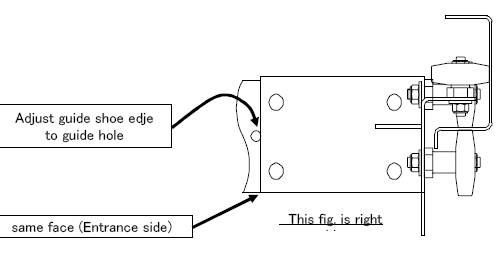 Adjust guide shoe edje
to guide hole
same face (Entrance side)
This fig. is right